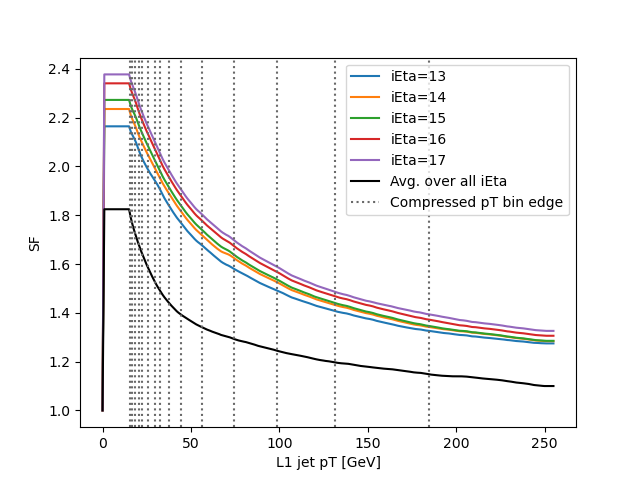 2.4
2.2
2.0
1.8
1.6
1.4
1.2
1.0
SF
iEta=13
iEta=14
iEta=15
iEta=16
iEta=17
Avg. over all iEta
Compressed pT bin edge
0
50
100
150
200
250
L1 jet pT [GeV]